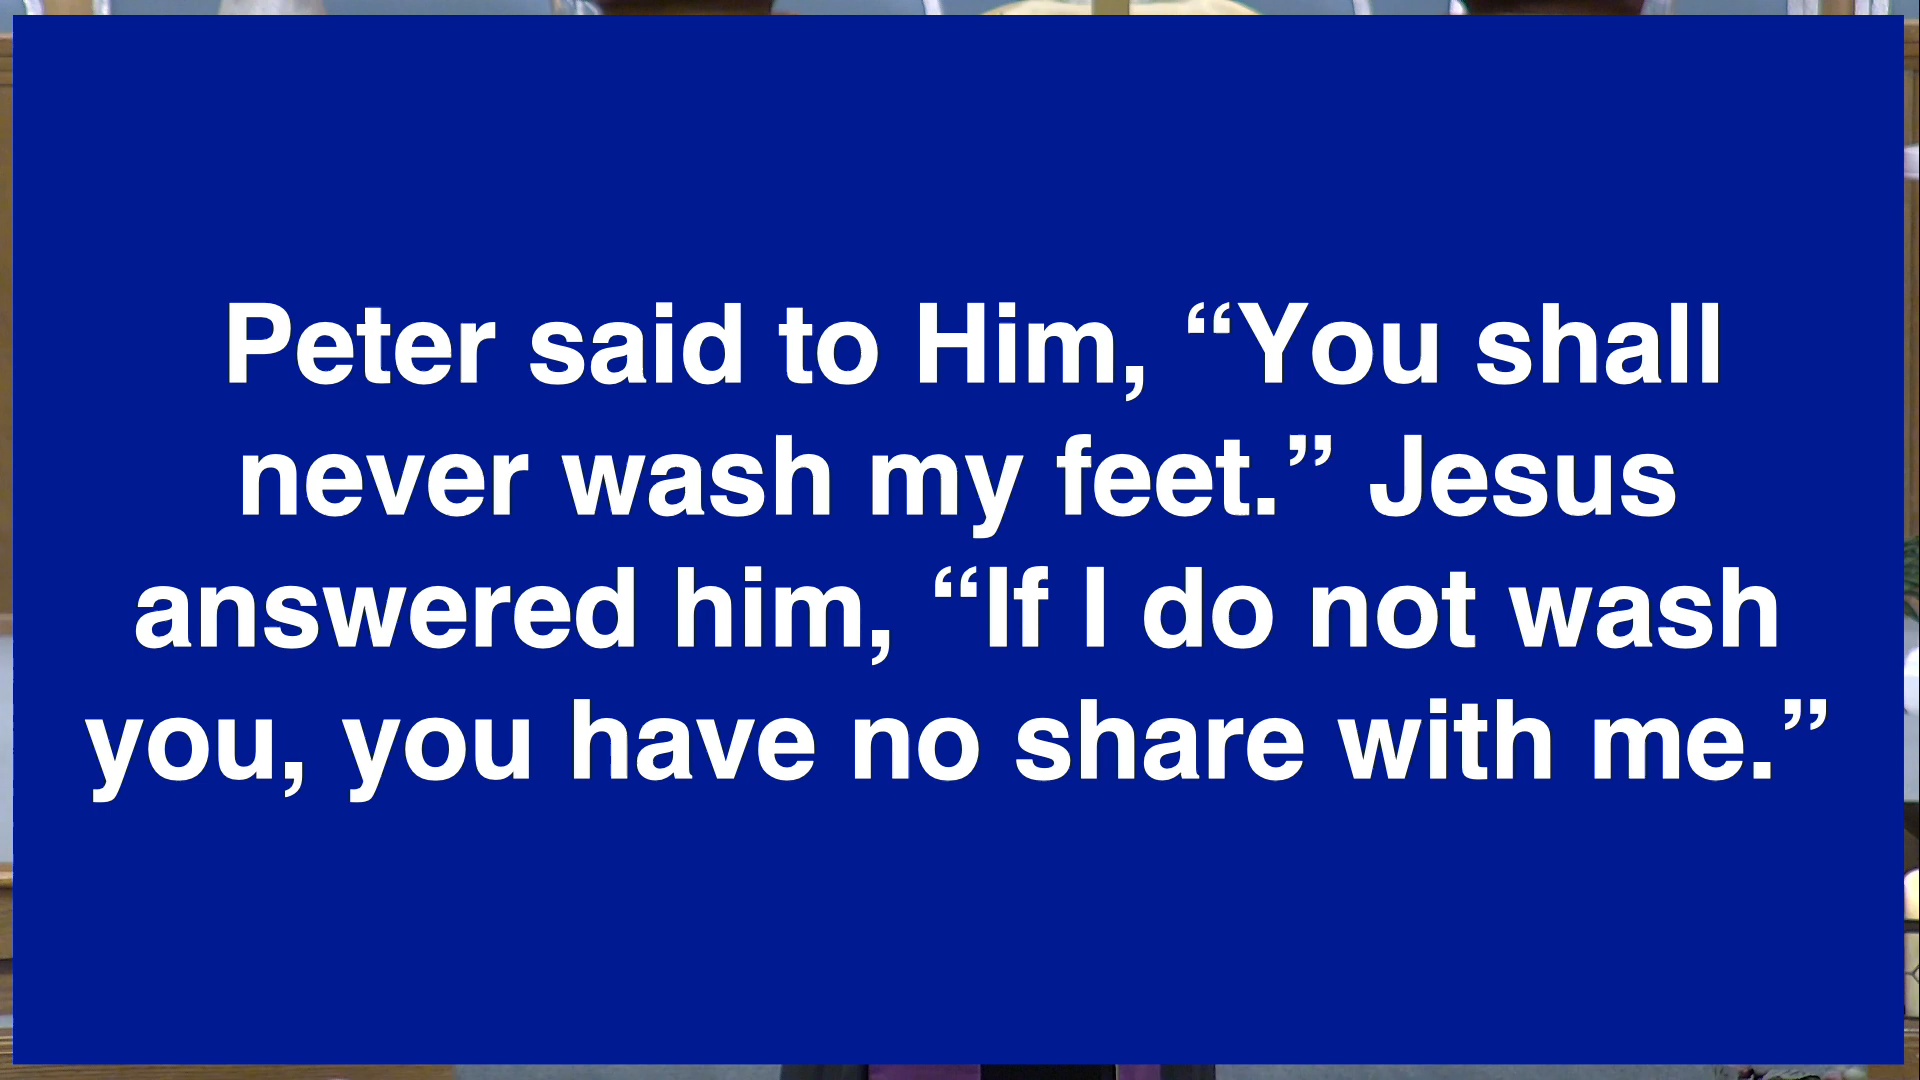 Peter said to Him, “You shall
never wash my feet.” Jesus
answered him, “If I do not wash
you, you have no share with me.”